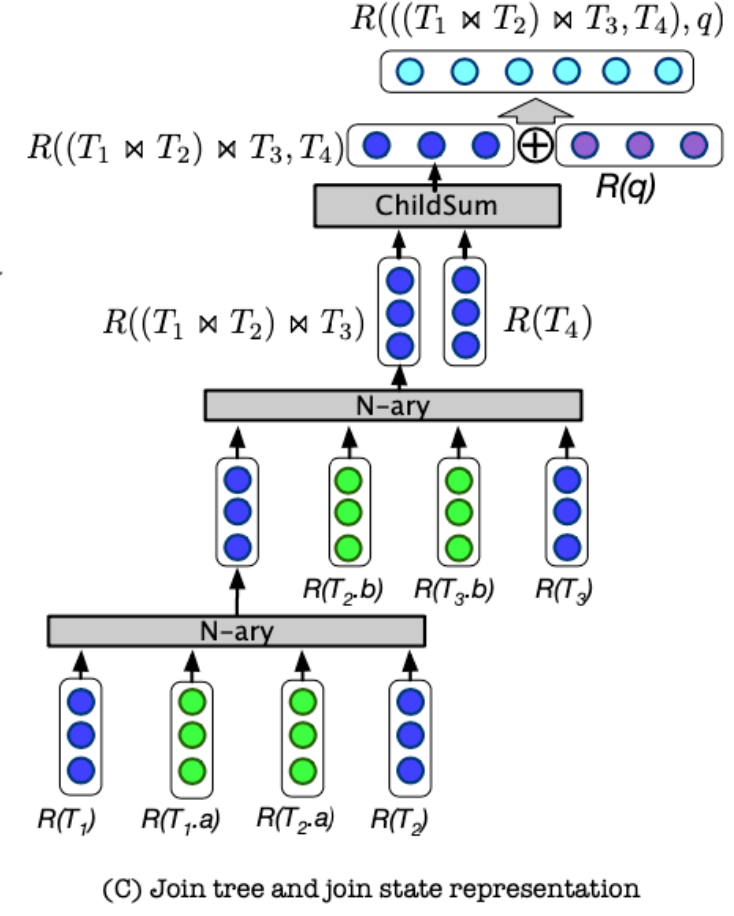 R(((T₁ ⋈ T₂) ⋈ T₃, T₄), q)
R((T₁ ⋈ T₂) ⋈ T₃, T₄)
R(q)
ChildSum
R((T₁ ⋈ T₂) ⋈ T₃)
R(T₄)
N-ary
R(T₂.b) R(T₃.b) R(T₃)
N-ary
R(T₁) R(T₁.a) R(T₂.a) R(T₂)
(C) Join tree and join state representation